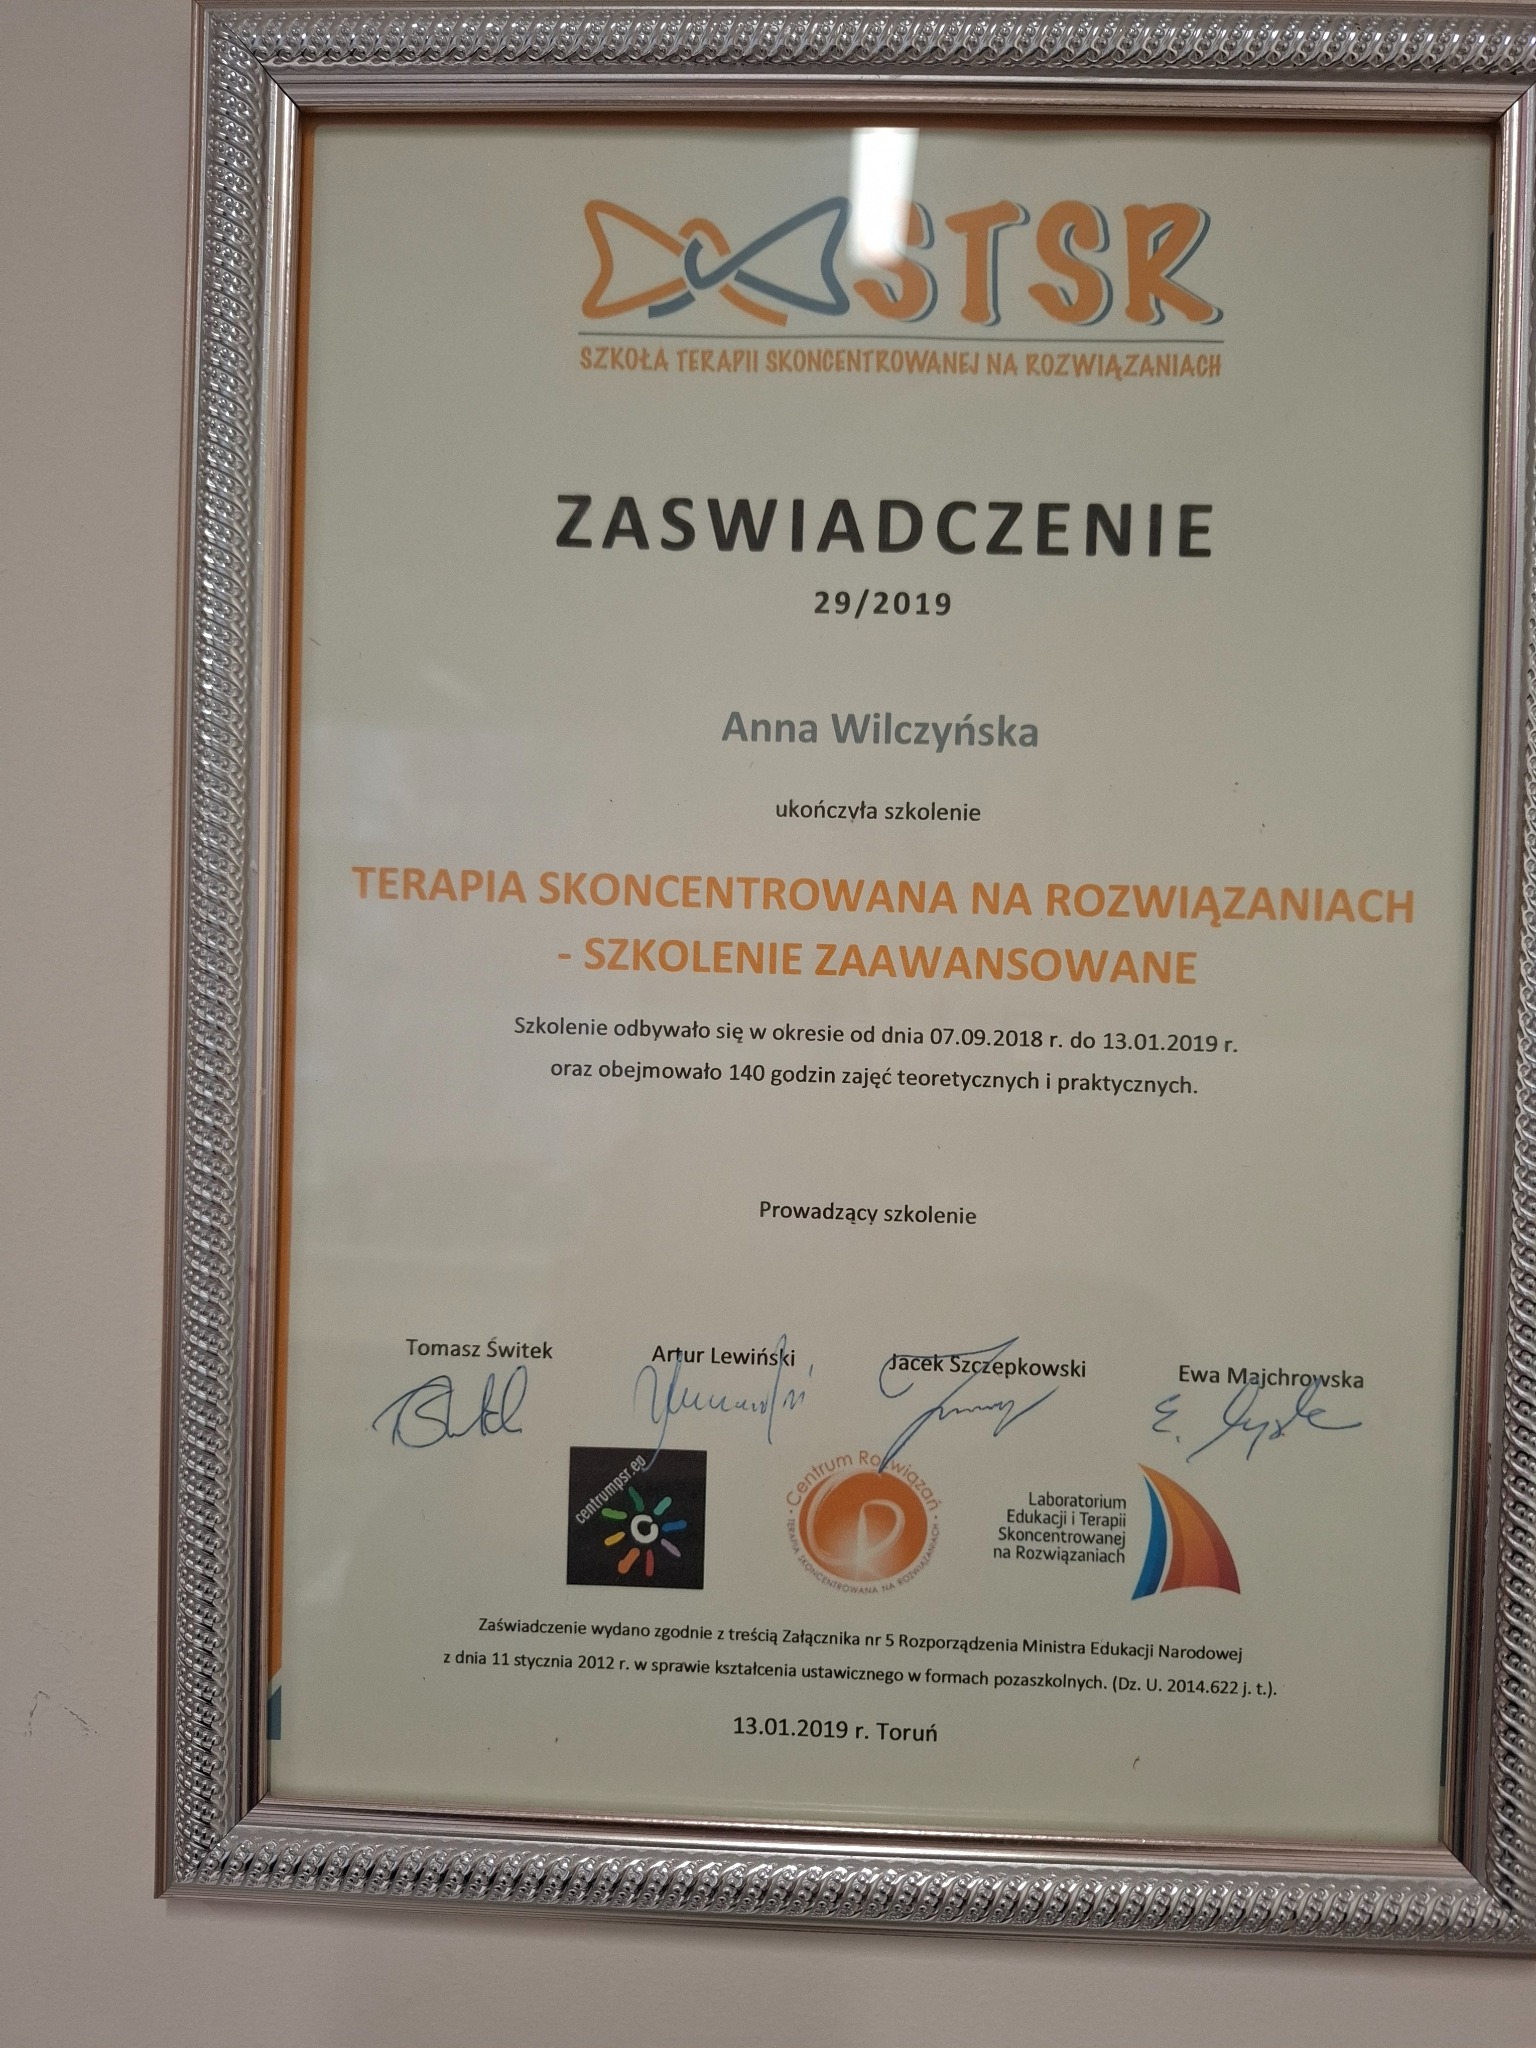 STSR
SZKOŁA TERAPII SKONCENTROWANEJ NA ROZWIĄZANIACH
ZASWIADCZENIE
29/2019
Anna Wilczyńska
ukończyła szkolenie
TERAPIA SKONCENTROWANA NA ROZWIĄZANIACH
- SZKOLENIE ZAAWANSOWANE
Szkolenie odbywało się w okresie od dnia 07.09.2018 r. do 13.01.2019 r.
oraz obejmowało 140 godzin zajęć teoretycznych i praktycznych.
Prowadzący szkolenie
Tomasz Świtek Artur Lewiński Jacek Szczepkowski Ewa Majchrowska
centrumpsr.eu
Centrum Rozwiązań
TERAPIA SKONCENTROWANA NA ROZWIĄZANIACH
Laboratorium
Edukacji i Terapii
Skoncentrowanej
na Rozwiązaniach
Zaświadczenie wydano zgodnie z treścią Załącznika nr 5 Rozporządzenia Ministra Edukacji Narodowej
z dnia 11 stycznia 2012 r. w sprawie kształcenia ustawicznego w formach pozaszkolnych. (Dz. U. 2014.622 j. t.).
13.01.2019 r. Toruń